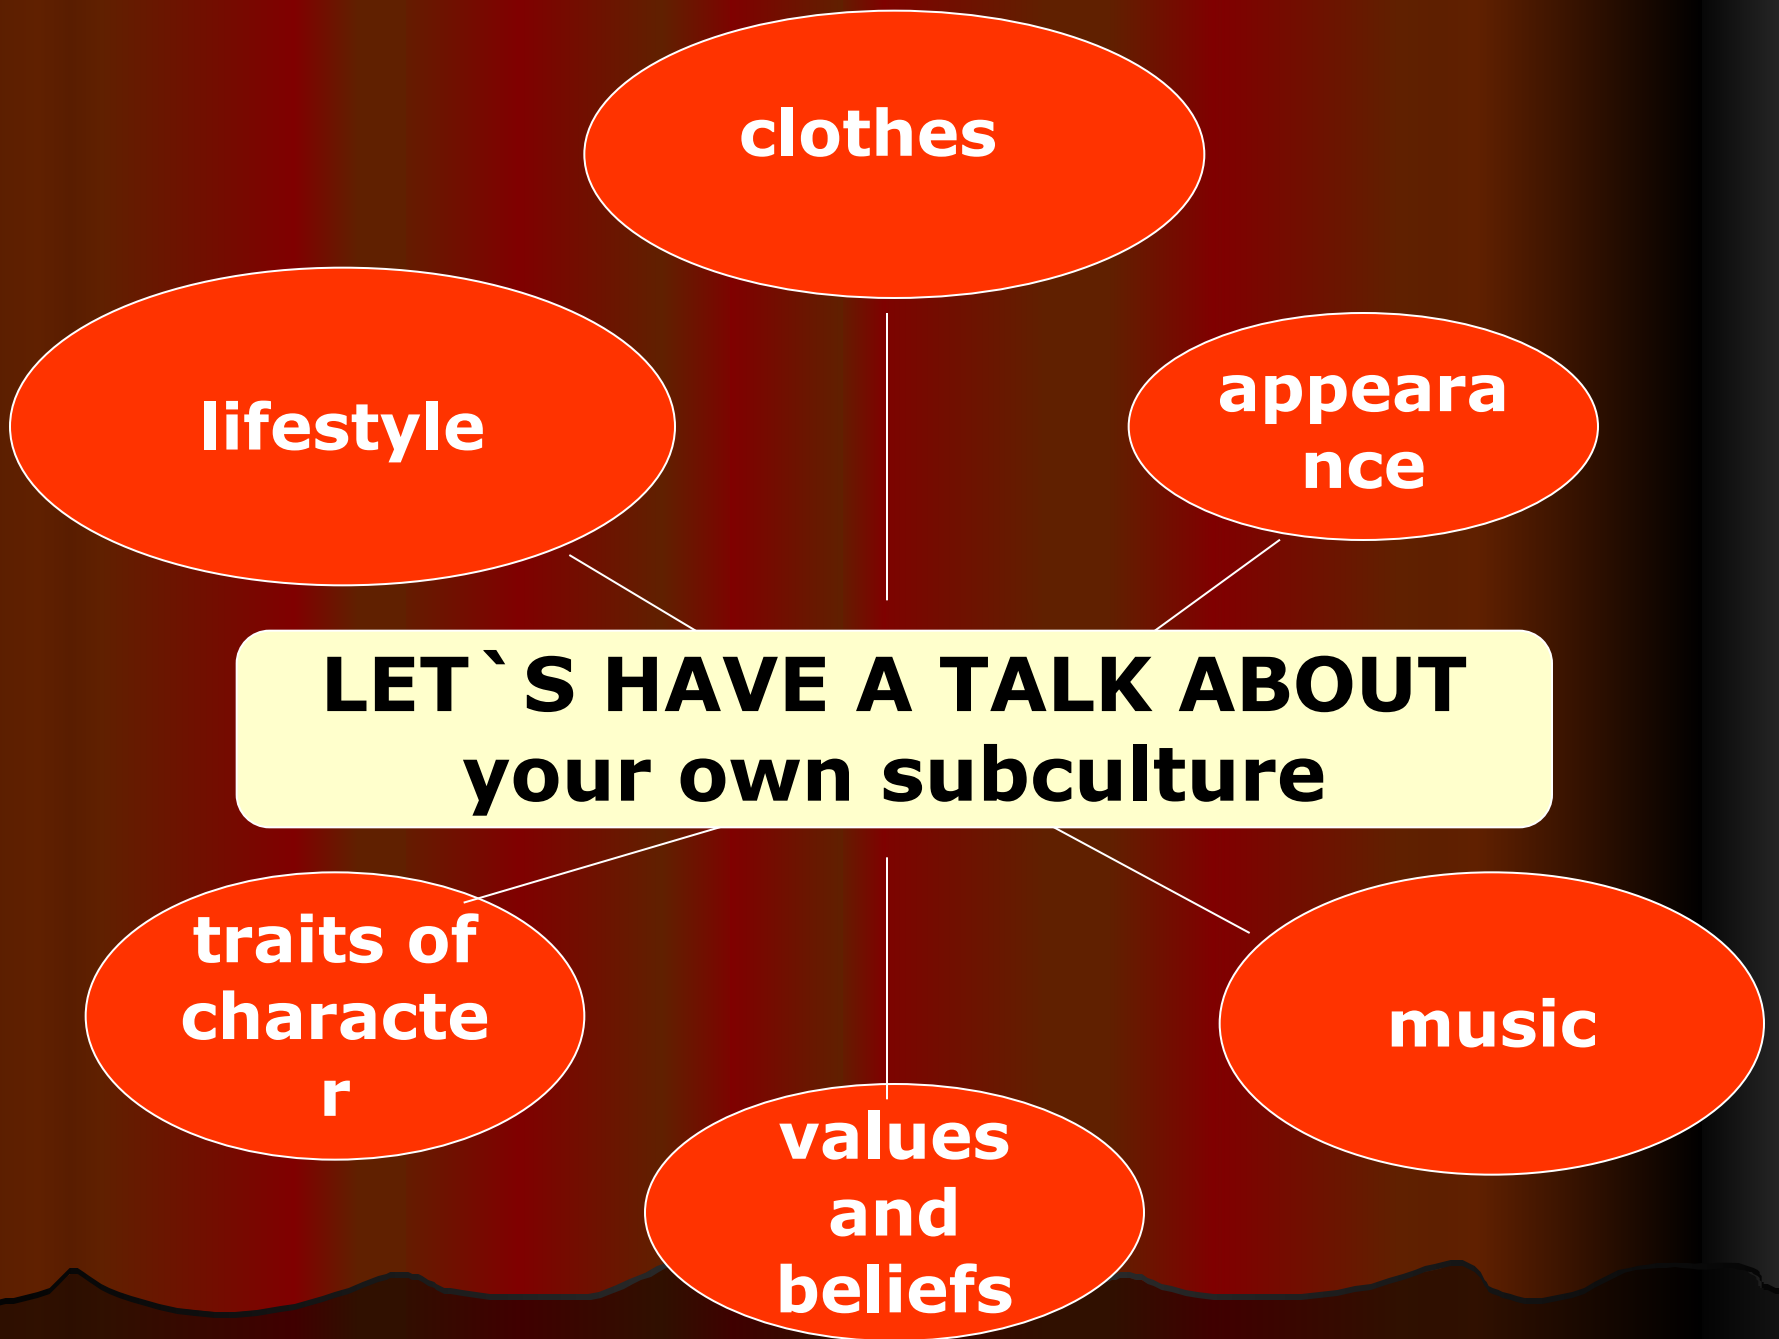 clothes
lifestyle
appeara
nce
LET`S HAVE A TALK ABOUT
your own subculture
traits of
characte
r
music
values
and
beliefs